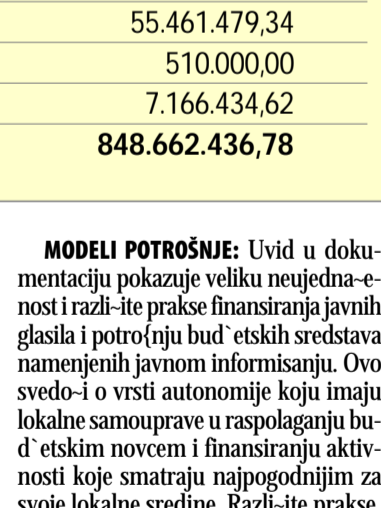 55.461.479,34
510.000,00
7.166.434,62
848.662.436,78
MODELI POTROŠNJE: Uvid u doku-
mentaciju pokazuje veliku neujedna~e-
nost i razli~ite prakse finansiranja javnih
glasila i potro{nju bud`etskih sredstava
namenjenih javnom informisanju. Ovo
svedo~i o vrsti autonomije koju imaju
lokalne samouprave u raspolaganju bu-
d`etskim novcem i finansiranju aktiv-
nosti koje smatraju najpogodnijim za
svoje lokalne sredine. Razli~ite prakse,